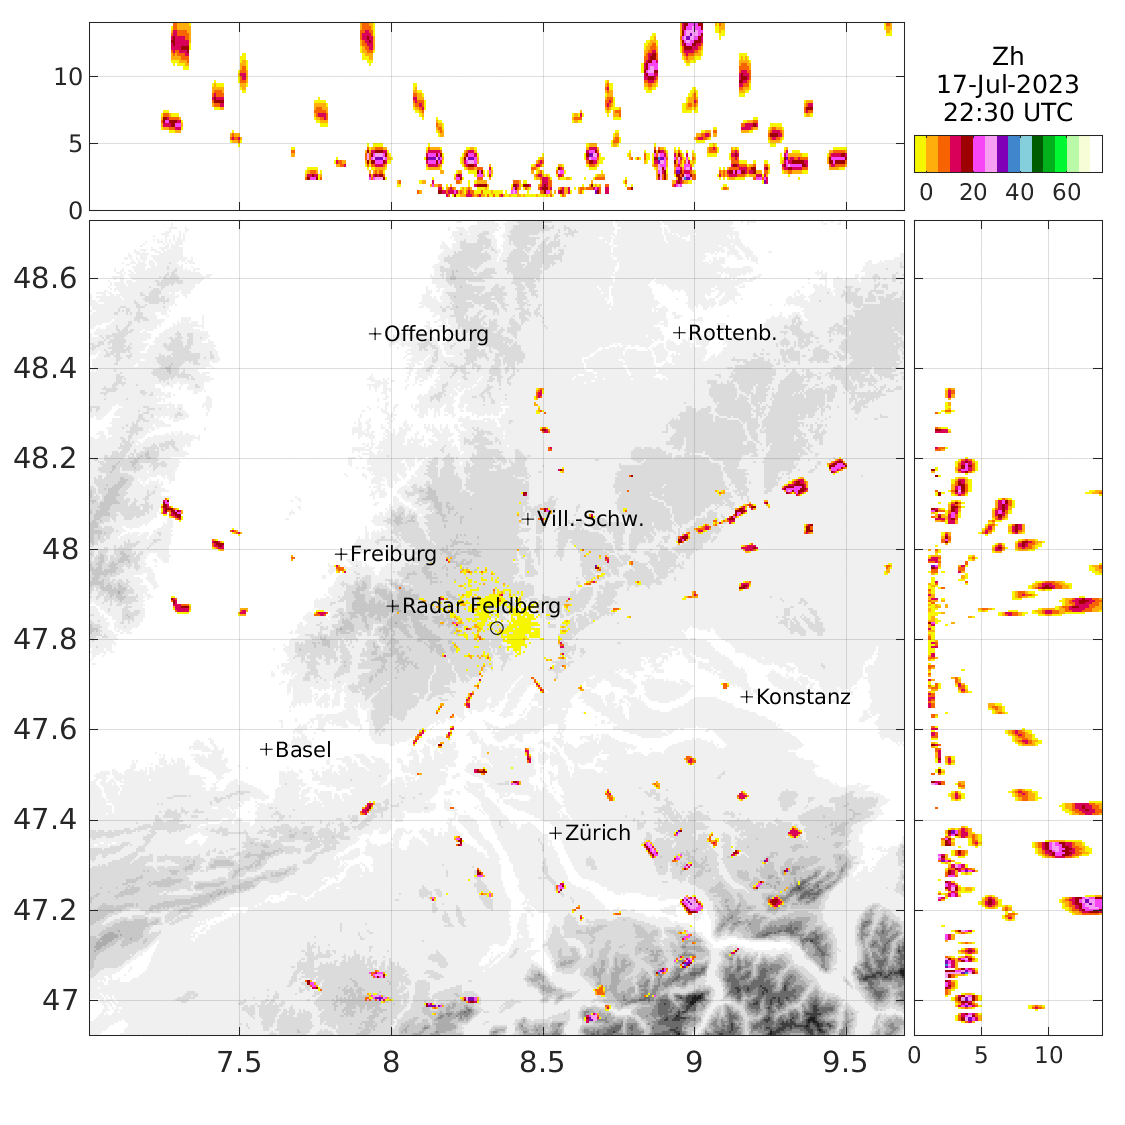 10
5
0
Zh
17-Jul-2023
22:30 UTC
0 20 40 60
48.6
48.4
48.2
48
47.8
47.6
47.4
47.2
47
+Offenburg
+Rottenb.
+Vill.-Schw.
+Freiburg
+Radar Feldberg
+Konstanz
+Basel
+Zürich
7.5 8 8.5 9 9.5
0 5 10